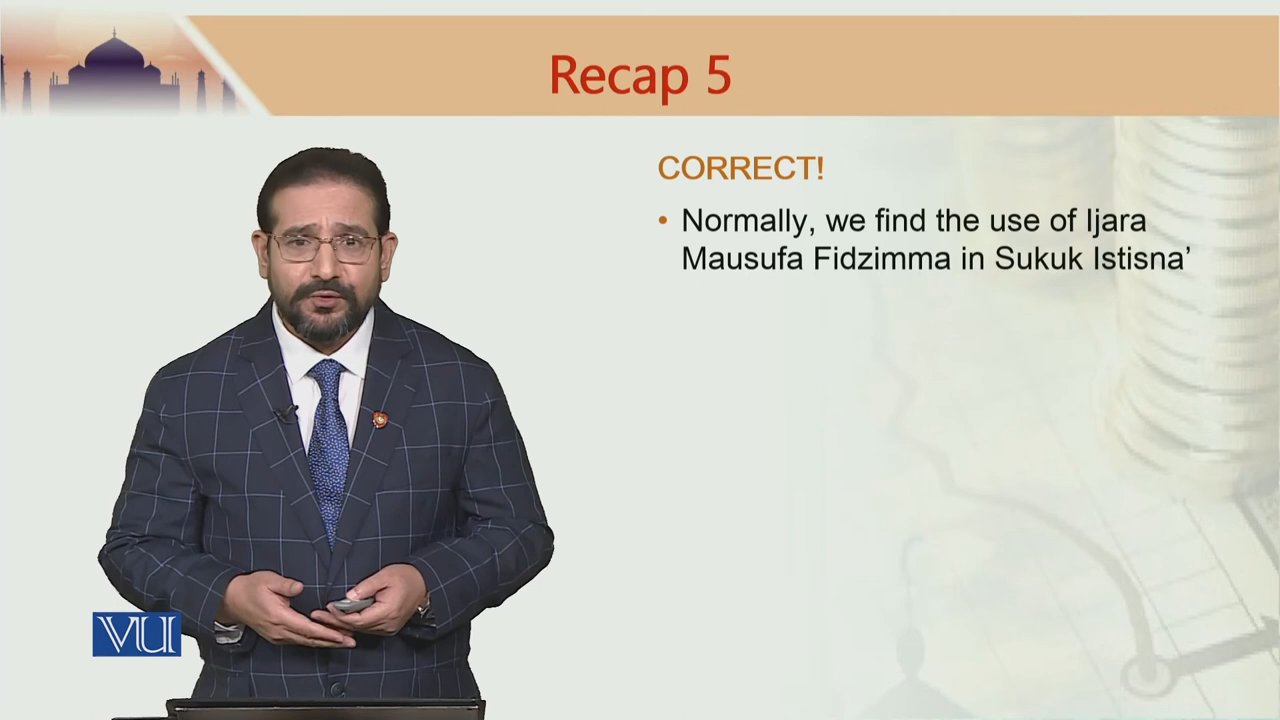 Recap 5
CORRECT!
• Normally, we find the use of Ijara
Mausufa Fidzimma in Sukuk Istisna’
VU